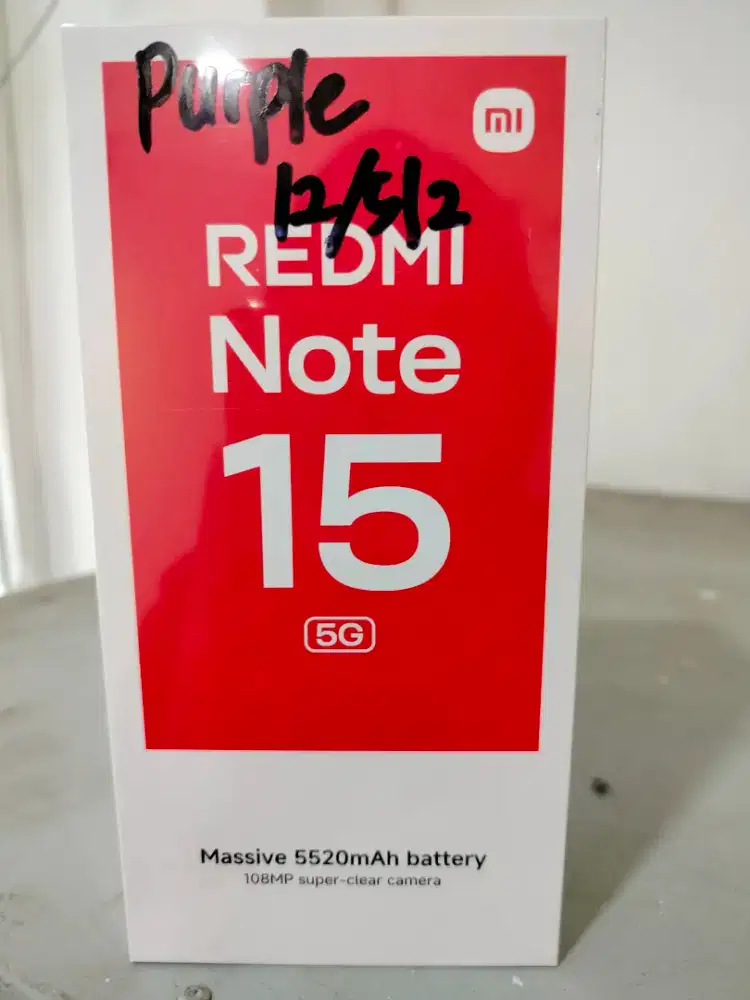 Purple
mi
12/512
REDMI
Note
15
5G
Massive 5520mAh battery
108MP super-clear camera